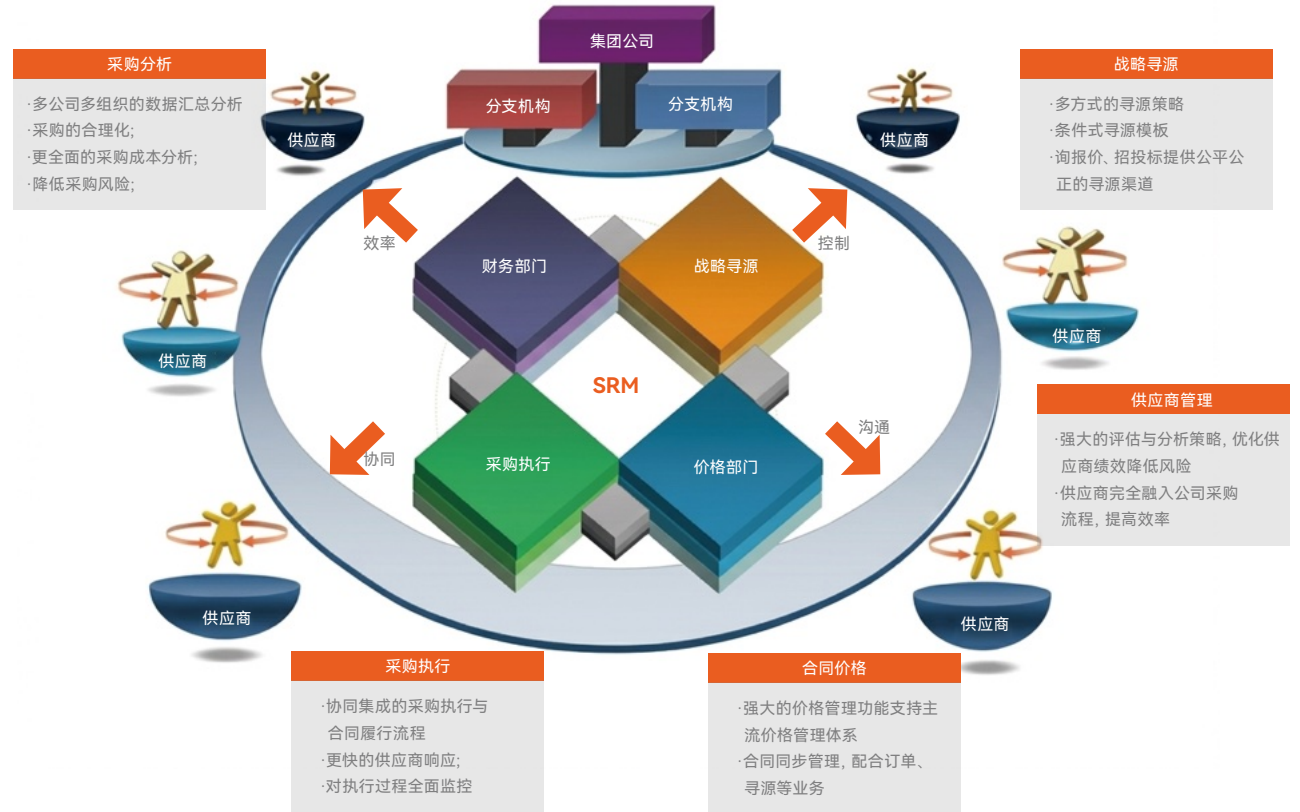 集团公司
分支机构
分支机构
采购分析
·多公司多组织的数据汇总分析
·采购的合理化;
·更全面的采购成本分析;
·降低采购风险;
供应商
供应商
战略寻源
·多方式的寻源策略
·条件式寻源模板
·询报价、招投标提供公平公
正的寻源渠道
效率
控制
财务部门
战略寻源
供应商
供应商
SRM
供应商管理
·强大的评估与分析策略, 优化供
应商绩效降低风险
·供应商完全融入公司采购
流程, 提高效率
协同
沟通
采购执行
价格部门
供应商
供应商
采购执行
·协同集成的采购执行与
合同履行流程
·更快的供应商响应;
·对执行过程全面监控
合同价格
·强大的价格管理功能支持主
流价格管理体系
·合同同步管理, 配合订单、
寻源等业务